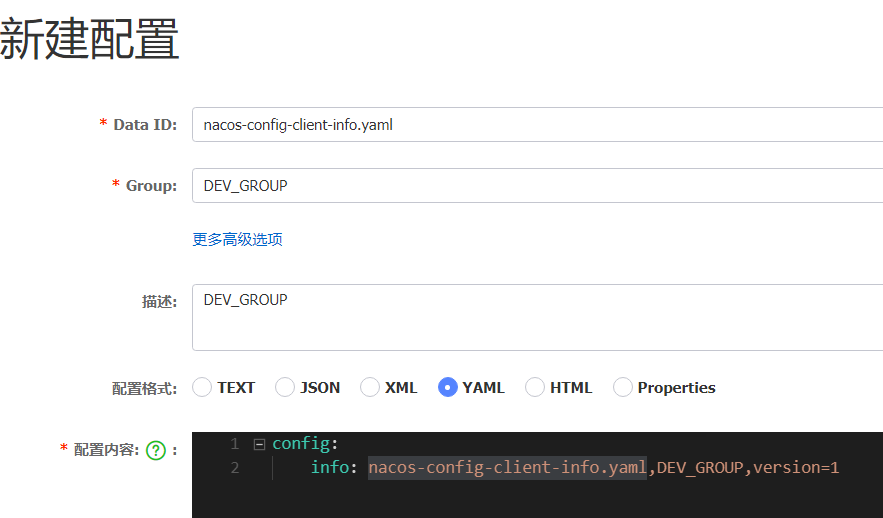 新建配置
* Data ID: nacos-config-client-info.yaml
* Group: DEV_GROUP
更多高级选项
描述: DEV_GROUP
配置格式: TEXT JSON XML YAML HTML Properties
* 配置内容: ? :
1 config:
2 info: nacos-config-client-info.yaml,DEV_GROUP,version=1